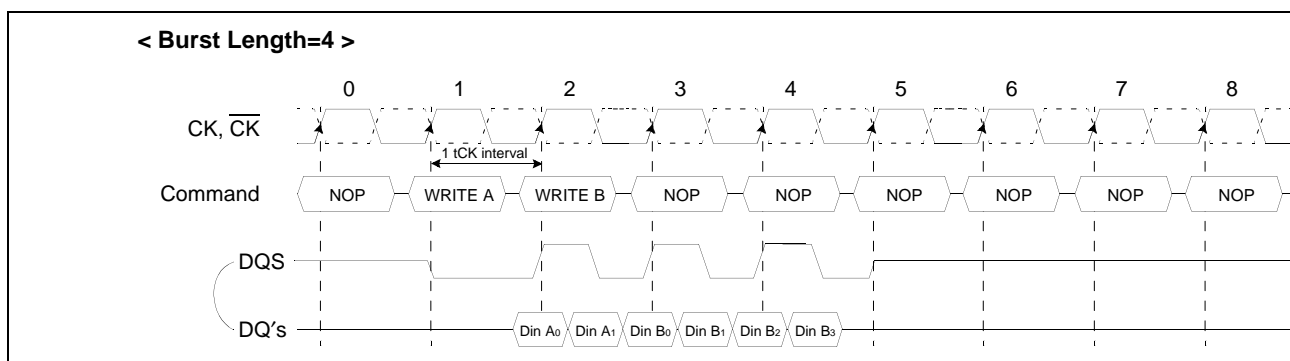 < Burst Length=4 >
0 1 2 3 4 5 6 7 8
CK, CK
1 tCK interval
Command NOP WRITE A WRITE B NOP NOP NOP NOP NOP NOP
DQS
DQ's Din A0 Din A1 Din B0 Din B1 Din B2 Din B3